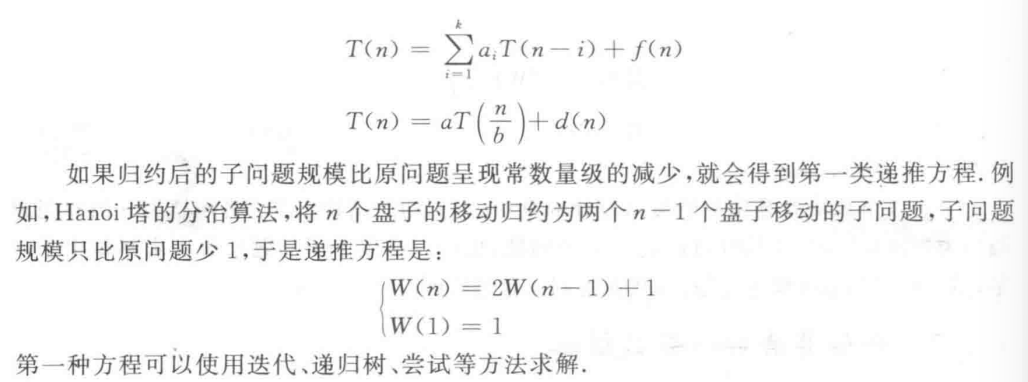 T(n) = \sum_{i=1}^{k} a_i T(n-i) + f(n)
T(n) = aT(\frac{n}{b}) + d(n)
如果归约后的子问题规模比原问题呈现常数量级的减少,就会得到第一类递推方程.例
如,Hanoi 塔的分治算法,将 n 个盘子的移动归约为两个 n-1 个盘子移动的子问题,子问题
规模只比原问题少 1,于是递推方程是:
W(n) = 2W(n-1)+1
W(1) = 1
第一种方程可以使用迭代、递归树、尝试等方法求解.